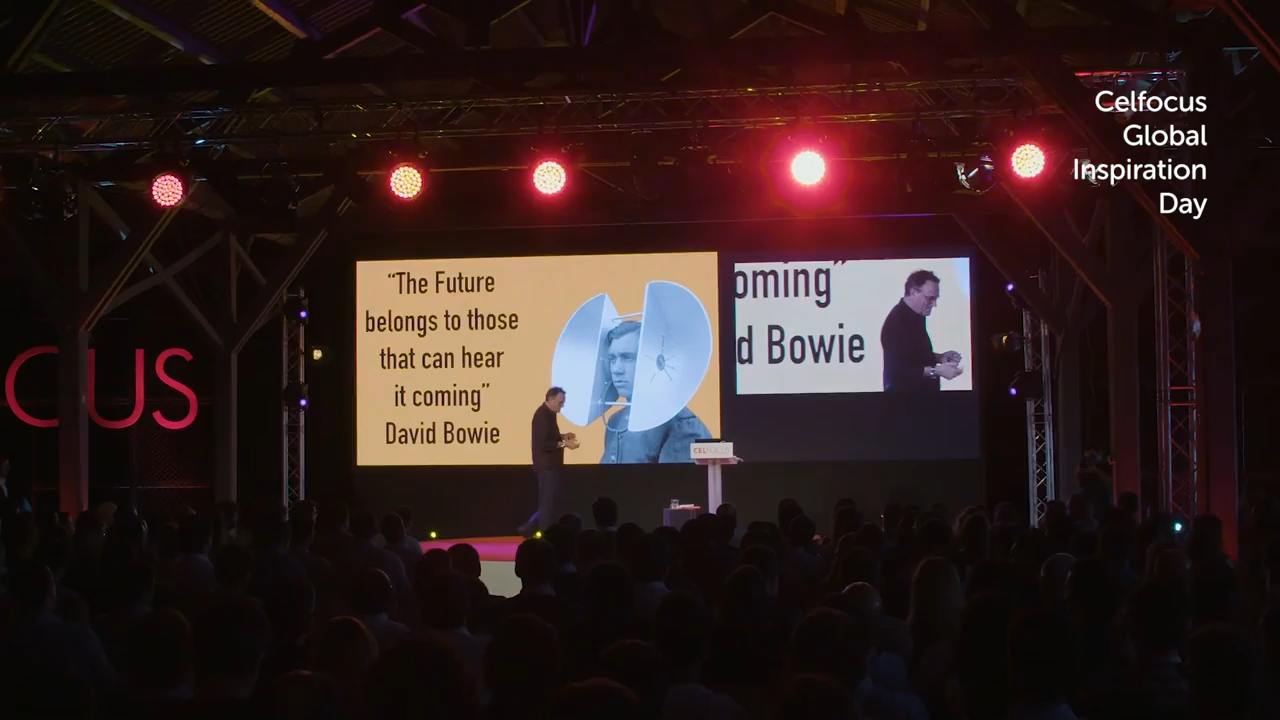 Celfocus
Global
Inspiration
Day
“The Future
belongs to those
that can hear
it coming”
David Bowie
oming”
d Bowie
CUS